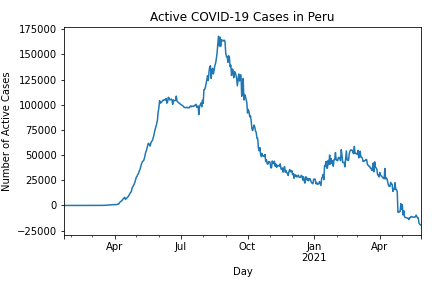 Active COVID-19 Cases in Peru
175000
150000
125000
100000
75000
50000
25000
0
−25000
Number of Active Cases
Apr
Jul
Oct
Jan
2021
Apr
Day